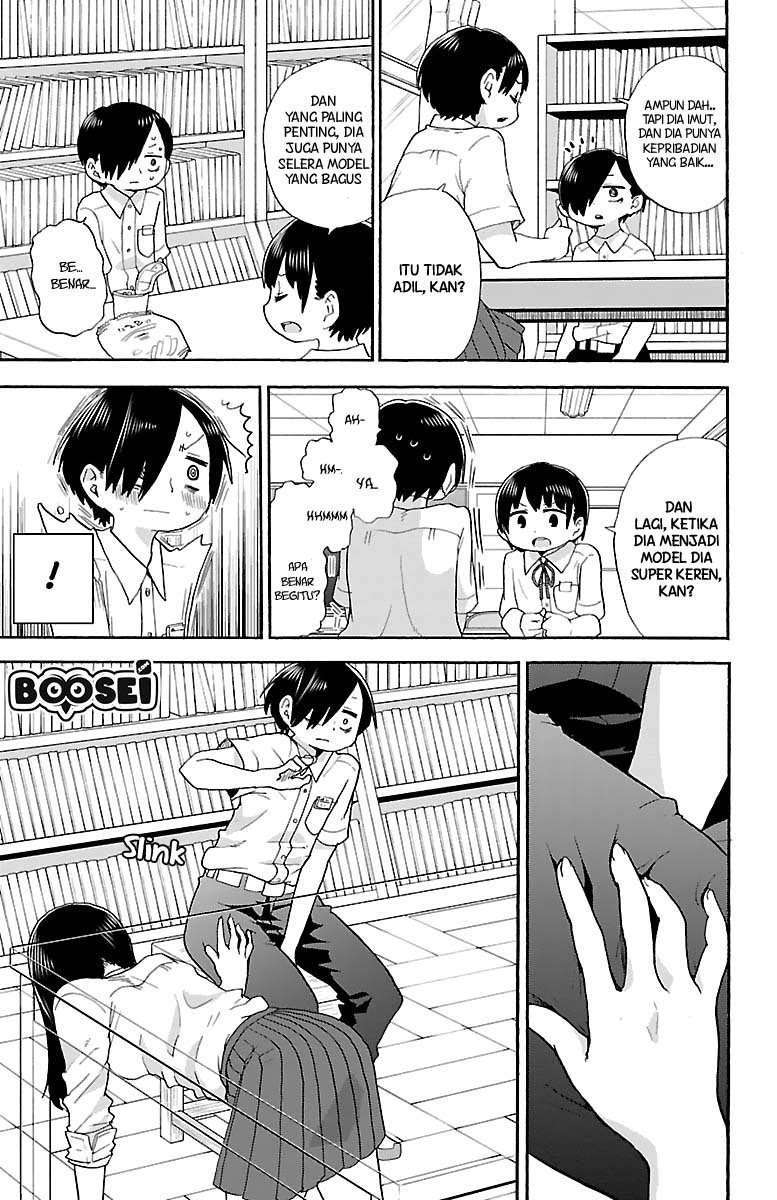 AMPUN DAH..
TAPI DIA IMUT,
DAN DIA PUNYA
KEPRIBADIAN
YANG BAIK...
ITU TIDAK
ADIL, KAN?
DAN
YANG PALING
PENTING, DIA
JUGA PUNYA
SELERA MODEL
YANG BAGUS
BE...
BENAR..
DAN
LAGI, KETIKA
DIA MENJADI
MODEL DIA
SUPER KEREN,
KAN?
AH-
HM-.
YA..
HHMMM
APA
BENAR
BEGITU?
!
BOOSEI
.COM
Slink